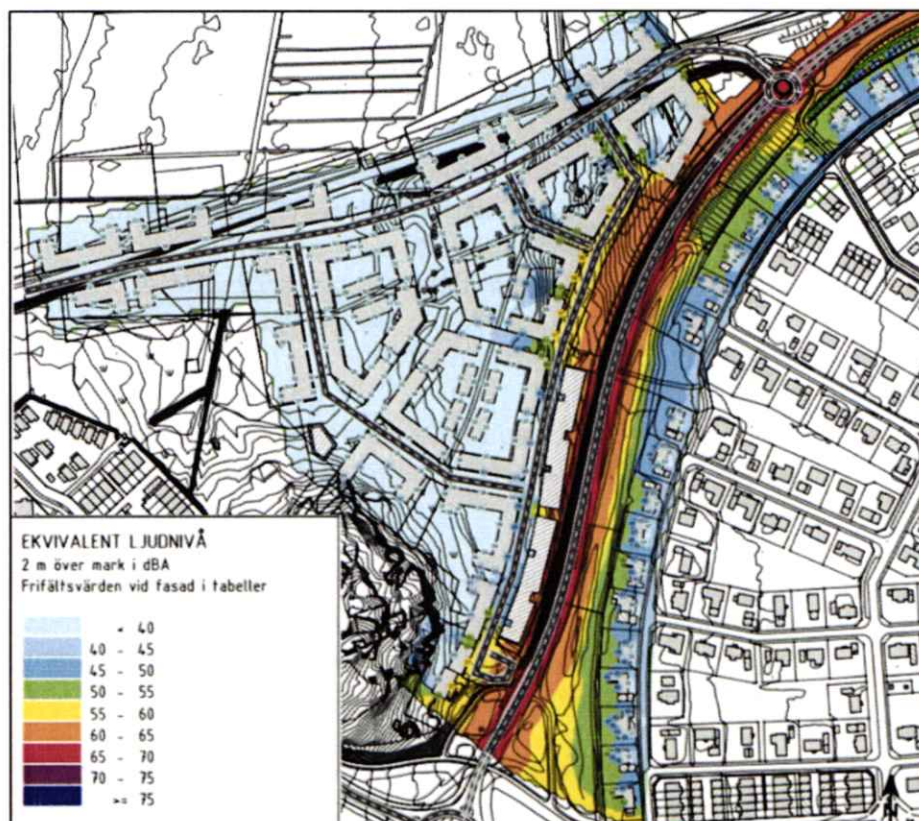 EKVIVALENT LJUDNIVÅ
2 m över mark i dBA
Frifältsvärden vid fasad i tabeller
< 40
40 - 45
45 - 50
50 - 55
55 - 60
60 - 65
65 - 70
70 - 75
>= 75